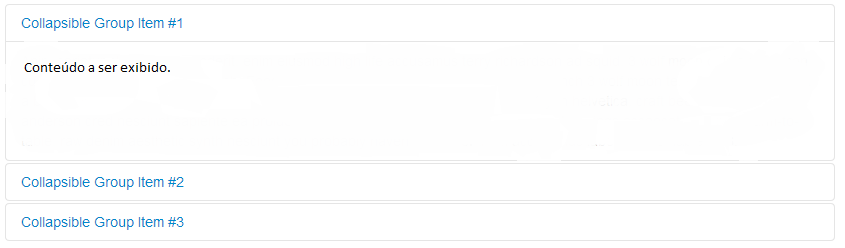 Collapsible Group Item #1
Conteúdo a ser exibido.
Collapsible Group Item #2
Collapsible Group Item #3